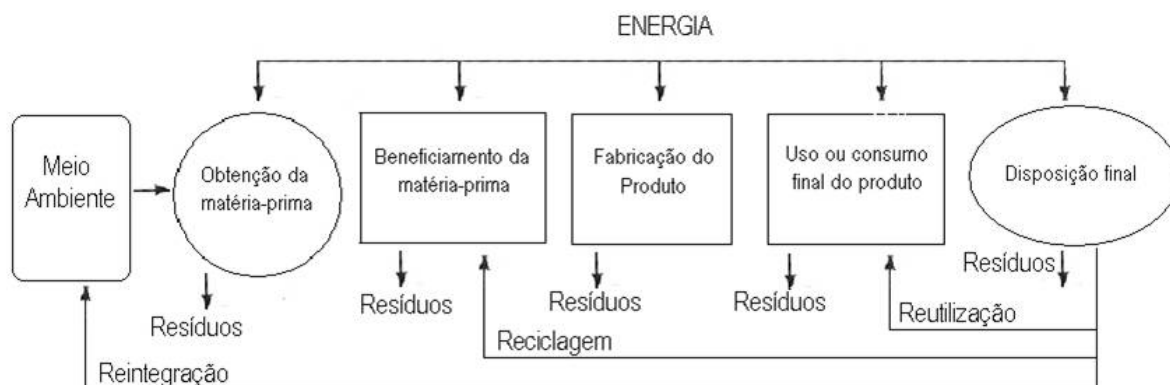 ENERGIA
Meio
Ambiente
Obtenção da
matéria-prima
Beneficiamento da
matéria-prima
Fabricação do
Produto
Uso ou consumo
final do produto
Disposição final
Resíduos
Resíduos
Resíduos
Resíduos
Resíduos
Reutilização
Reciclagem
Reintegração